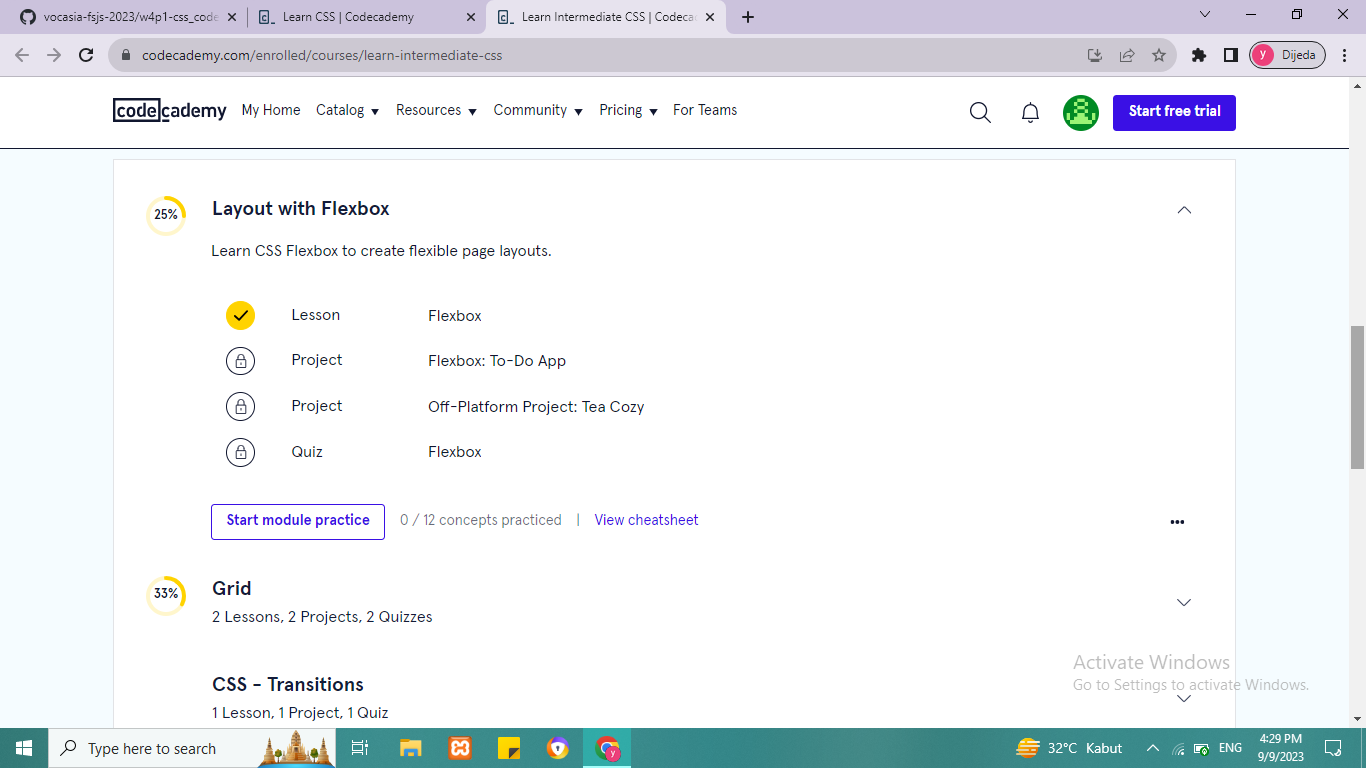 vocasia-fsjs-2023/w4p1-css_code
Learn CSS | Codecademy
Learn Intermediate CSS | Codeca
codecademy.com/enrolled/courses/learn-intermediate-css
y
Dijeda
codecademy
My Home
Catalog
Resources
Community
Pricing
For Teams
Start free trial
25%
Layout with Flexbox
Learn CSS Flexbox to create flexible page layouts.
Lesson Flexbox
Project Flexbox: To-Do App
Project Off-Platform Project: Tea Cozy
Quiz Flexbox
Start module practice 0 / 12 concepts practiced | View cheatsheet
33%
Grid
2 Lessons, 2 Projects, 2 Quizzes
CSS - Transitions
1 Lesson, 1 Project, 1 Quiz
Activate Windows
Go to Settings to activate Windows.
Type here to search
y
32°C Kabut
ENG
4:29 PM
9/9/2023